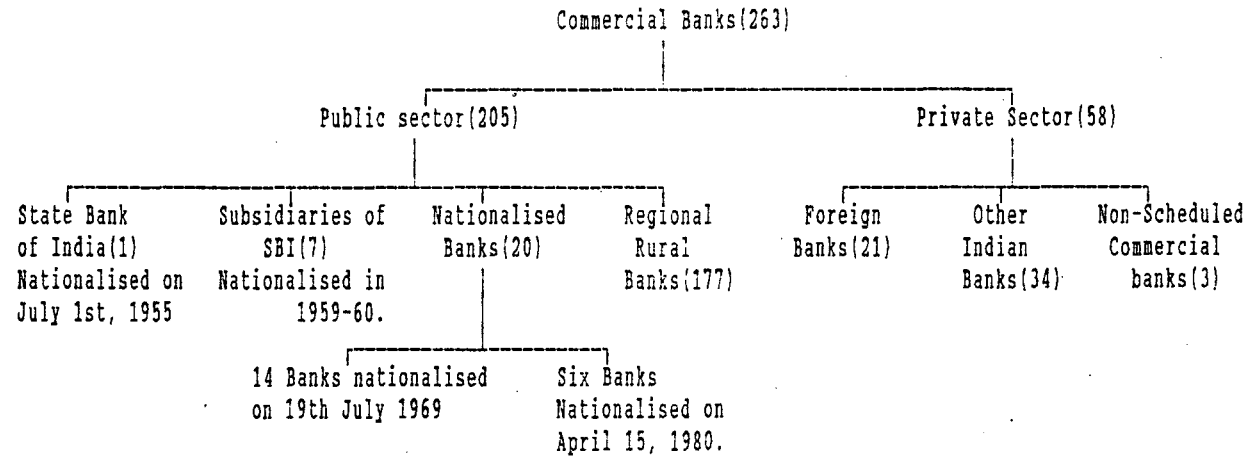 Commercial Banks(263)
Public sector(205)
Private Sector(58)
State Bank
of India(1)
Nationalised on
July 1st, 1955
Subsidiaries of
SBI(7)
Nationalised in
1959-60.
Nationalised
Banks(20)
Regional
Rural
Banks(177)
Foreign
Banks(21)
Other
Indian
Banks(34)
Non-Scheduled
Commercial
banks(3)
14 Banks nationalised
on 19th July 1969
Six Banks
Nationalised on
April 15, 1980.